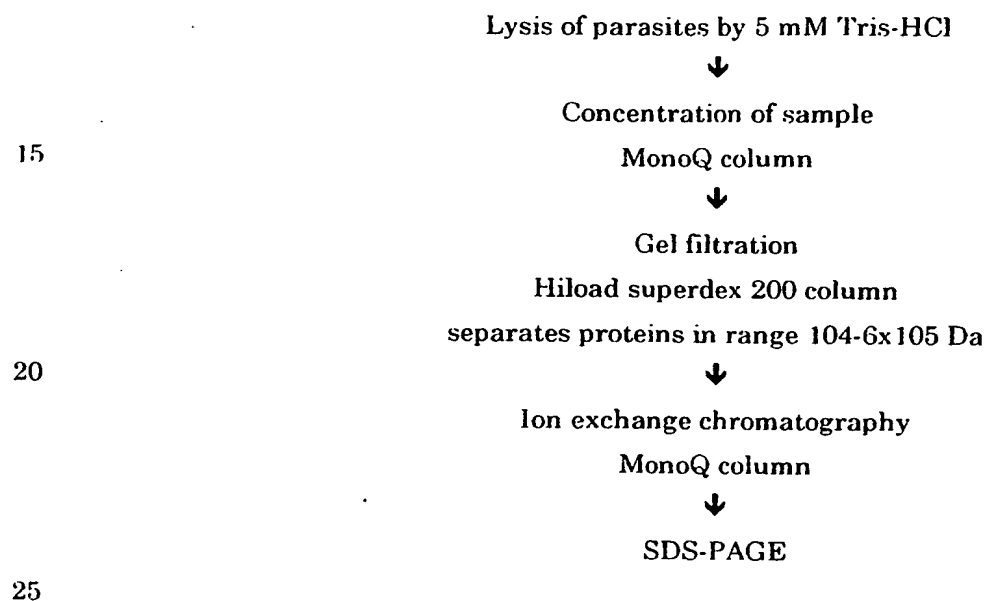 Lysis of parasites by 5 mM Tris-HCl
↓
Concentration of sample
15
MonoQ column
↓
Gel filtration
Hiload superdex 200 column
separates proteins in range 104-6x105 Da
20
↓
Ion exchange chromatography
MonoQ column
↓
SDS-PAGE
25